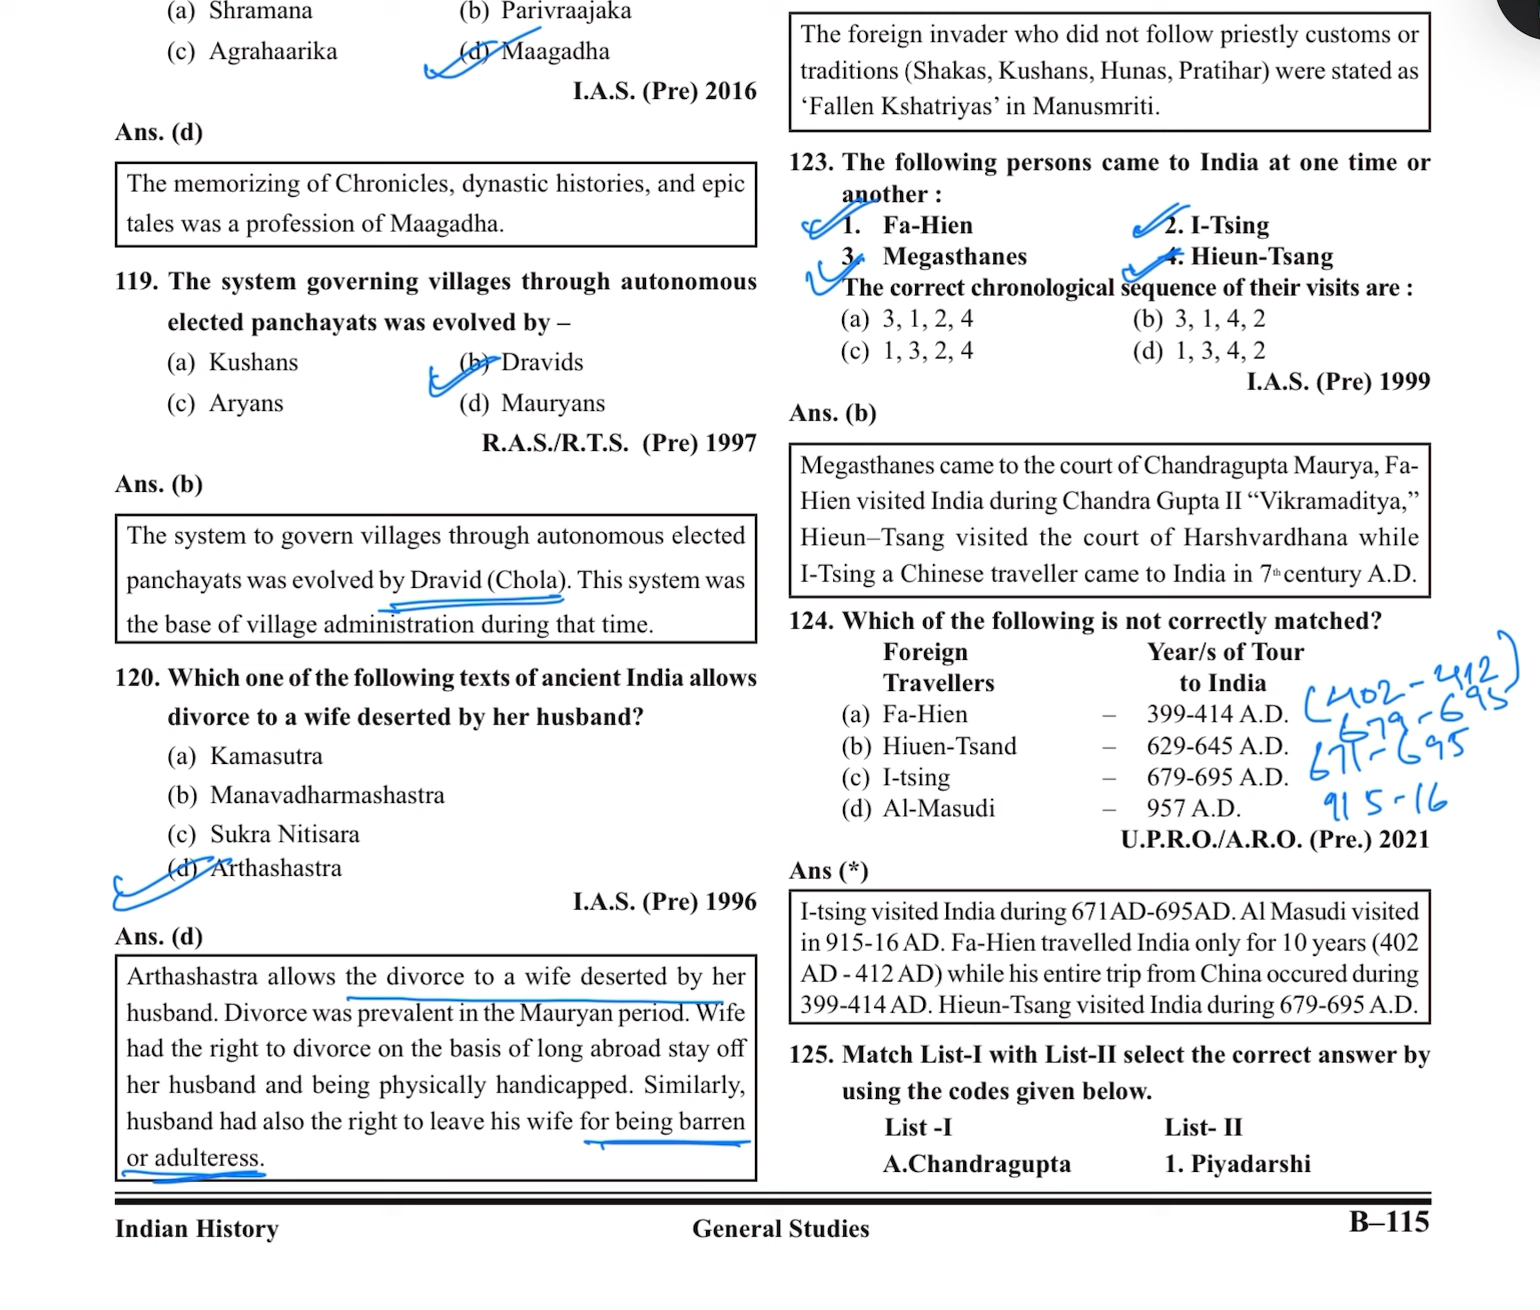 (a) Shramana (b) Parivraajaka
(c) Agrahaarika (d) Maagadha
I.A.S. (Pre) 2016
Ans. (d)
The memorizing of Chronicles, dynastic histories, and epic
tales was a profession of Maagadha.
119. The system governing villages through autonomous
elected panchayats was evolved by –
(a) Kushans (b) Dravids
(c) Aryans (d) Mauryans
R.A.S./R.T.S. (Pre) 1997
Ans. (b)
The system to govern villages through autonomous elected
panchayats was evolved by Dravid (Chola). This system was
the base of village administration during that time.
120. Which one of the following texts of ancient India allows
divorce to a wife deserted by her husband?
(a) Kamasutra
(b) Manavadharmashastra
(c) Sukra Nitisara
(d) Arthashastra
I.A.S. (Pre) 1996
Ans. (d)
Arthashastra allows the divorce to a wife deserted by her
husband. Divorce was prevalent in the Mauryan period. Wife
had the right to divorce on the basis of long abroad stay off
her husband and being physically handicapped. Similarly,
husband had also the right to leave his wife for being barren
or adulteress.
The foreign invader who did not follow priestly customs or
traditions (Shakas, Kushans, Hunas, Pratihar) were stated as
‘Fallen Kshatriyas’ in Manusmriti.
123. The following persons came to India at one time or
another :
1. Fa-Hien 2. I-Tsing
3. Megasthanes 4. Hieun-Tsang
The correct chronological sequence of their visits are :
(a) 3, 1, 2, 4 (b) 3, 1, 4, 2
(c) 1, 3, 2, 4 (d) 1, 3, 4, 2
I.A.S. (Pre) 1999
Ans. (b)
Megasthanes came to the court of Chandragupta Maurya, Fa-
Hien visited India during Chandra Gupta II “Vikramaditya,”
Hieun–Tsang visited the court of Harshvardhana while
I-Tsing a Chinese traveller came to India in 7th century A.D.
124. Which of the following is not correctly matched?
Foreign Year/s of Tour
Travellers to India
(a) Fa-Hien – 399-414 A.D. (402-412)
(b) Hiuen-Tsand – 629-645 A.D. 679-695
(c) I-tsing – 679-695 A.D. 671-695
(d) Al-Masudi – 957 A.D. 915-16
U.P.R.O./A.R.O. (Pre.) 2021
Ans (*)
I-tsing visited India during 671AD-695AD. Al Masudi visited
in 915-16 AD. Fa-Hien travelled India only for 10 years (402
AD - 412 AD) while his entire trip from China occured during
399-414 AD. Hieun-Tsang visited India during 679-695 A.D.
125. Match List-I with List-II select the correct answer by
using the codes given below.
List -I List- II
A.Chandragupta 1. Piyadarshi
Indian History General Studies B–115